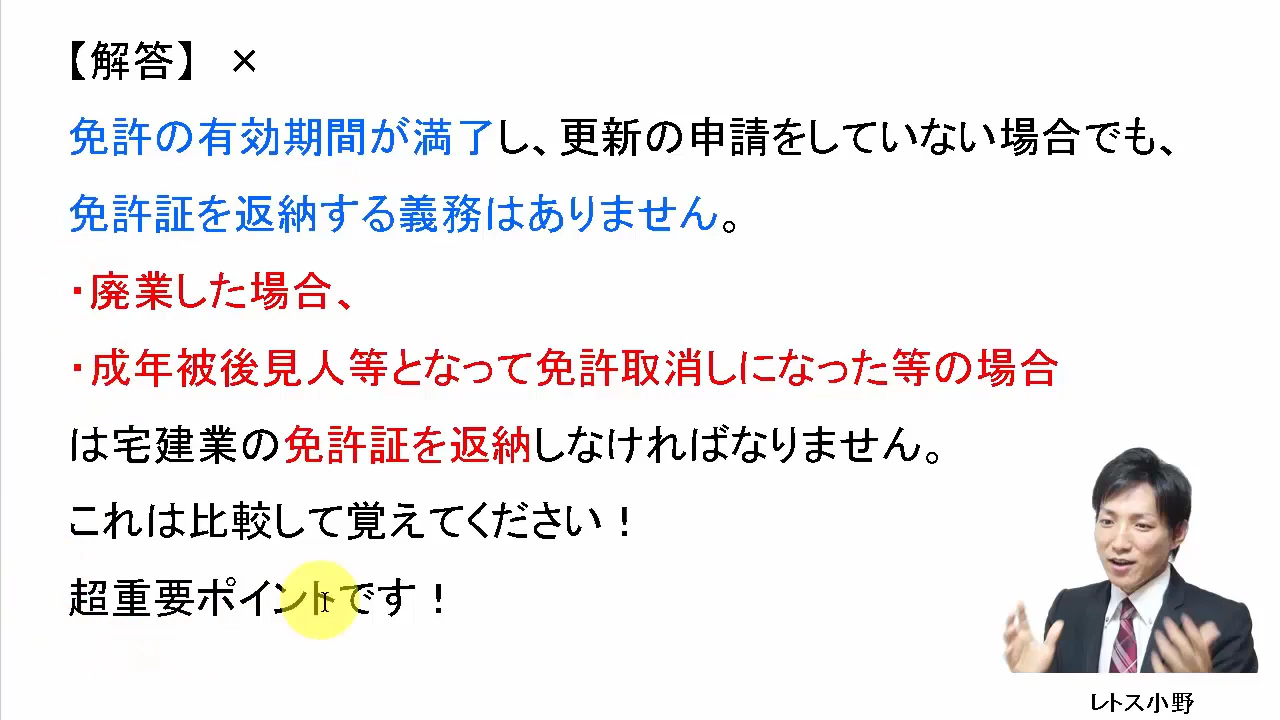 【解答】 ×
免許の有効期間が満了し、更新の申請をしていない場合でも、
免許証を返納する義務はありません。
・廃業した場合、
・成年被後見人等となって免許取消しになった等の場合
は宅建業の免許証を返納しなければなりません。
これは比較して覚えてください！
超重要ポイントです！
レトス小野